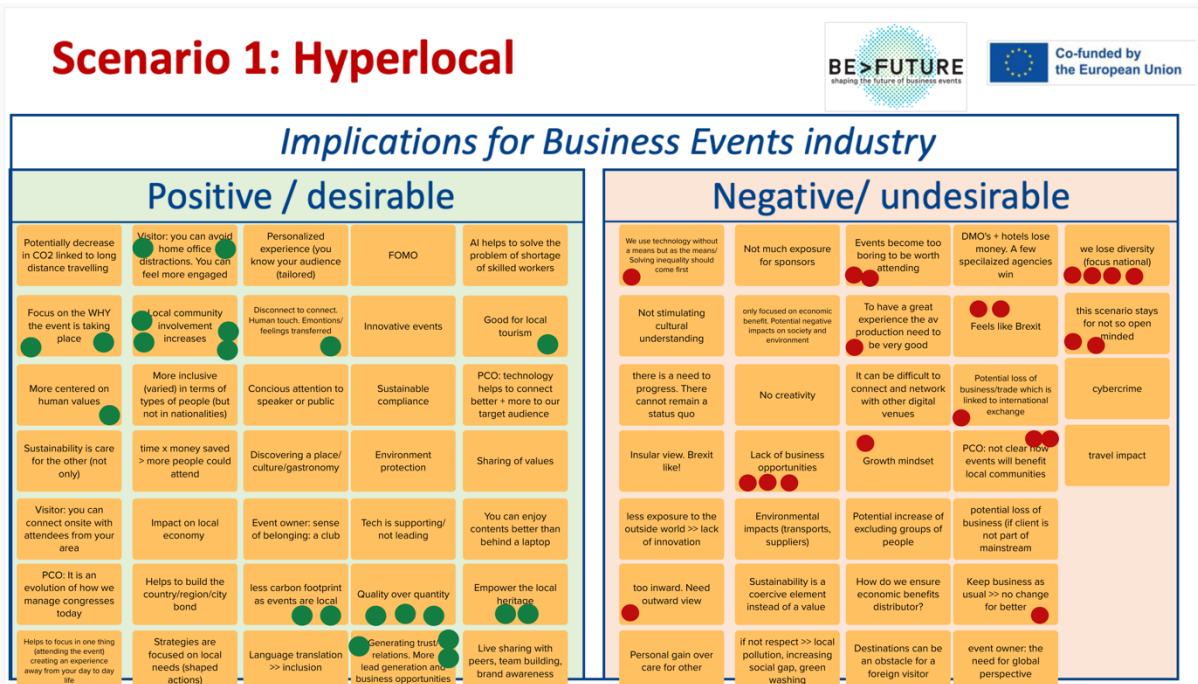 Scenario 1: Hyperlocal
BE>FUTURE
shaping the future of business events
Co-funded by
the European Union
Implications for Business Events industry
Positive / desirable
Potentially decrease
in CO2 linked to long
distance travelling
Visitor: you can avoid
home office
distractions. You can
feel more engaged
Personalized
experience (you
know your audience
(tailored)
FOMO
AI helps to solve the
problem of shortage
of skilled workers
Focus on the WHY
the event is taking
place
Local community
involvement
increases
Disconnect to connect.
Human touch. Emontions/
feelings transferred
Innovative events
Good for local
tourism
More centered on
human values
More inclusive
(varied) in terms of
types of people (but
not in nationalities)
Concious attention to
speaker or public
Sustainable
compliance
PCO: technology
helps to connect
better + more to our
target audience
Sustainability is care
for the other (not
only)
time x money saved
> more people could
attend
Discovering a place/
culture/gastronomy
Environment
protection
Sharing of values
Visitor: you can
connect onsite with
attendees from your
area
Impact on local
economy
Event owner: sense
of belonging: a club
Tech is supporting/
not leading
You can enjoy
contents better than
behind a laptop
PCO: It is an
evolution of how we
manage congresses
today
Helps to build the
country/region/city
bond
less carbon footprint
as events are local
Quality over quantity
Empower the local
heritage
Helps to focus in one thing
(attending the event)
creating an experience
away from your day to day
life
Strategies are
focused on local
needs (shaped
actions)
Language translation
>> inclusion
Generating trust/
relations. More
lead generation and
business opportunities
Live sharing with
peers, team building,
brand awareness
Negative/ undesirable
We use technology without
a means but as the means/
Solving inequality should
come first
Not much exposure
for sponsors
Events become too
boring to be worth
attending
DMO's + hotels lose
money. A few
specilaized agencies
win
we lose diversity
(focus national)
Not stimulating
cultural
understanding
only focused on economic
benefit. Potential negative
impacts on society and
environment
To have a great
experience the av
production need to
be very good
Feels like Brexit
this scenario stays
for not so open
minded
there is a need to
progress. There
cannot remain a
status quo
No creativity
It can be difficult to
connect and network
with other digital
venues
Potential loss of
business/trade which is
linked to international
exchange
cybercrime
Insular view. Brexit
like!
Lack of business
opportunities
Growth mindset
PCO: not clear how
events will benefit
local communities
travel impact
less exposure to the
outside world >> lack
of innovation
Environmental
impacts (transports,
suppliers)
Potential increase of
excluding groups of
people
potential loss of
business (if client is
not part of
mainstream
too inward. Need
outward view
Sustainability is a
coercive element
instead of a value
How do we ensure
economic benefits
distributor?
Keep business as
usual >> no change
for better
Personal gain over
care for other
if not respect >> local
pollution, increasing
social gap, green
washing
Destinations can be
an obstacle for a
foreign visitor
event owner: the
need for global
perspective